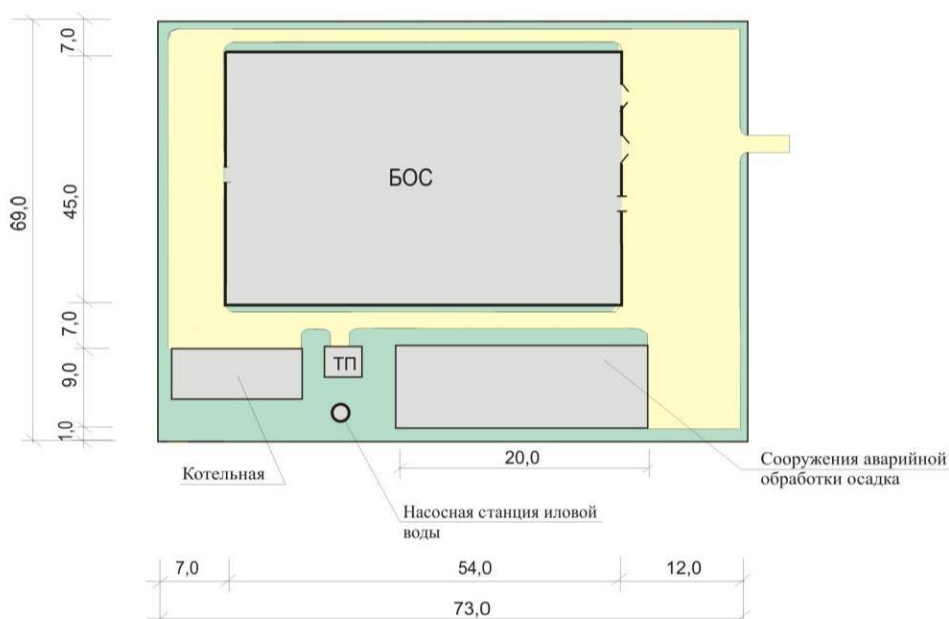 7,0
БОС
69,0
45,0
7,0
ТП
9,0
1,0
20,0
Котельная
Сооружения аварийной
обработки осадка
Насосная станция иловой
воды
7,0
54,0
12,0
73,0